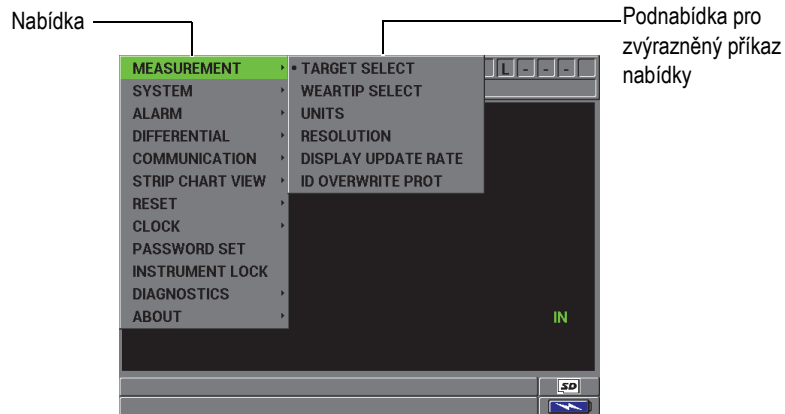 Nabídka
Podnabídka pro
zvýrazněný příkaz
nabídky
MEASUREMENT
SYSTEM
ALARM
DIFFERENTIAL
COMMUNICATION
STRIP CHART VIEW
RESET
CLOCK
PASSWORD SET
INSTRUMENT LOCK
DIAGNOSTICS
ABOUT
• TARGET SELECT
WEARTIP SELECT
UNITS
RESOLUTION
DISPLAY UPDATE RATE
ID OVERWRITE PROT
L - - -
IN
SD